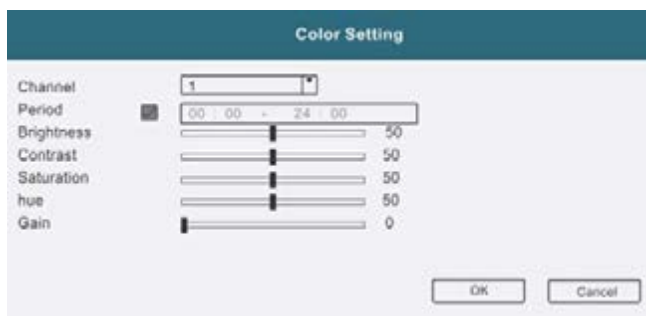 Color Setting
Channel 1
Period 00 : 00 - 24 : 00
Brightness 50
Contrast 50
Saturation 50
hue 50
Gain 0
OK Cancel